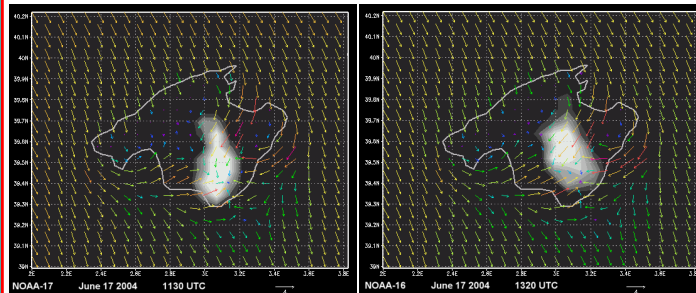 40.2N
40.1N
40N
39.9N
39.8N
39.7N
39.6N
39.5N
39.4N
39.3N
39.2N
39.1N
39N
2E 2.2E 2.4E 2.6E 2.8E 3E 3.2E 3.4E 3.6E 3.8E
NOAA-17 June 17 2004 1130 UTC
4
40.2N
40.1N
40N
39.9N
39.8N
39.7N
39.6N
39.5N
39.4N
39.3N
39.2N
39.1N
39N
2E 2.2E 2.4E 2.6E 2.8E 3E 3.2E 3.4E 3.6E 3.8E
NOAA-16 June 17 2004 1320 UTC
4